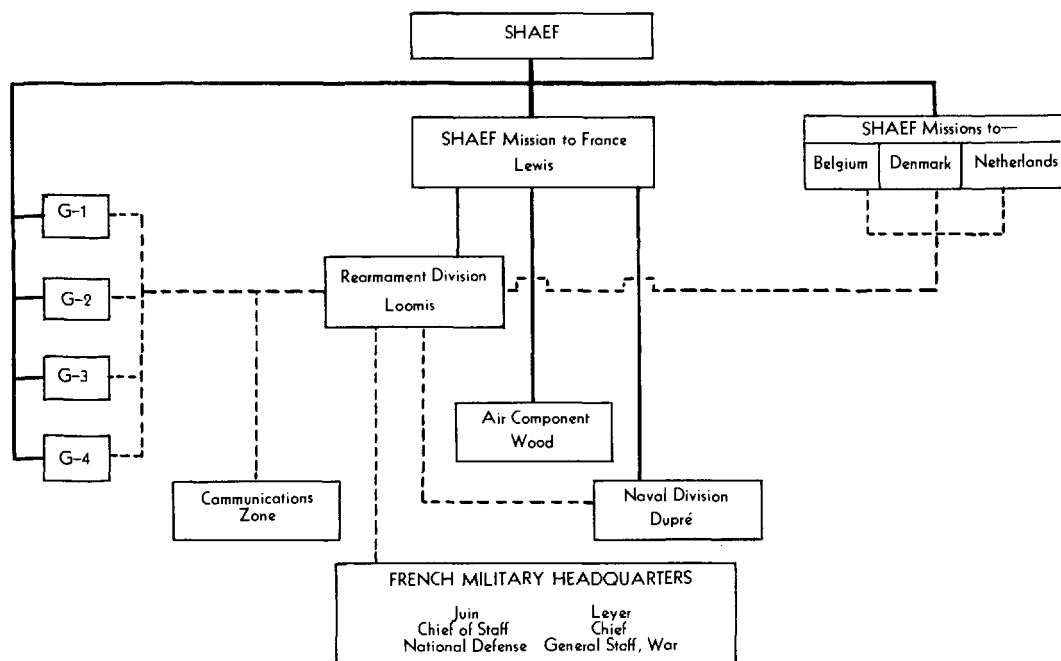 SHAEF
SHAEF Missian to France
Lewis
SHAEF Missions to—
Belgium
Denmark
Netherlands
G-1
G-2
G-3
G-4
Rearmament Division
Loomis
Air Component
Wood
Cammunications
Zone
Naval Division
Dupré
FRENCH MILITARY HEADQUARTERS
Juin
Chief of Staff
National Defense
Leyer
Chief
General Staff, War